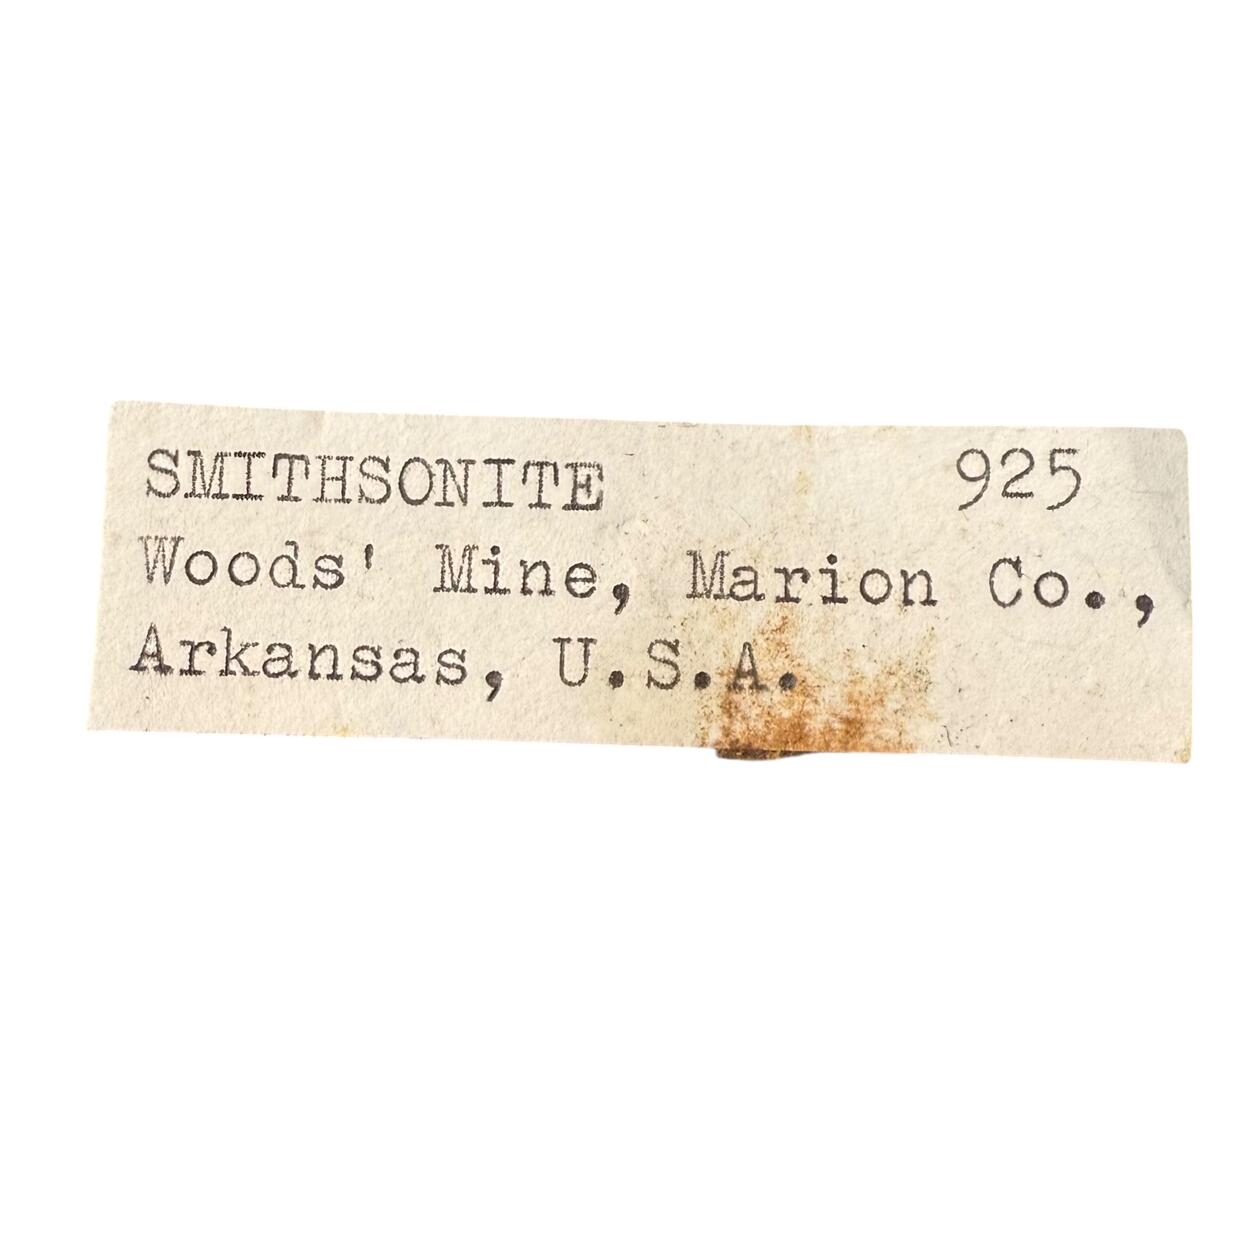 SMITHSONITE 925
Woods' Mine, Marion Co.,
Arkansas, U.S.A.